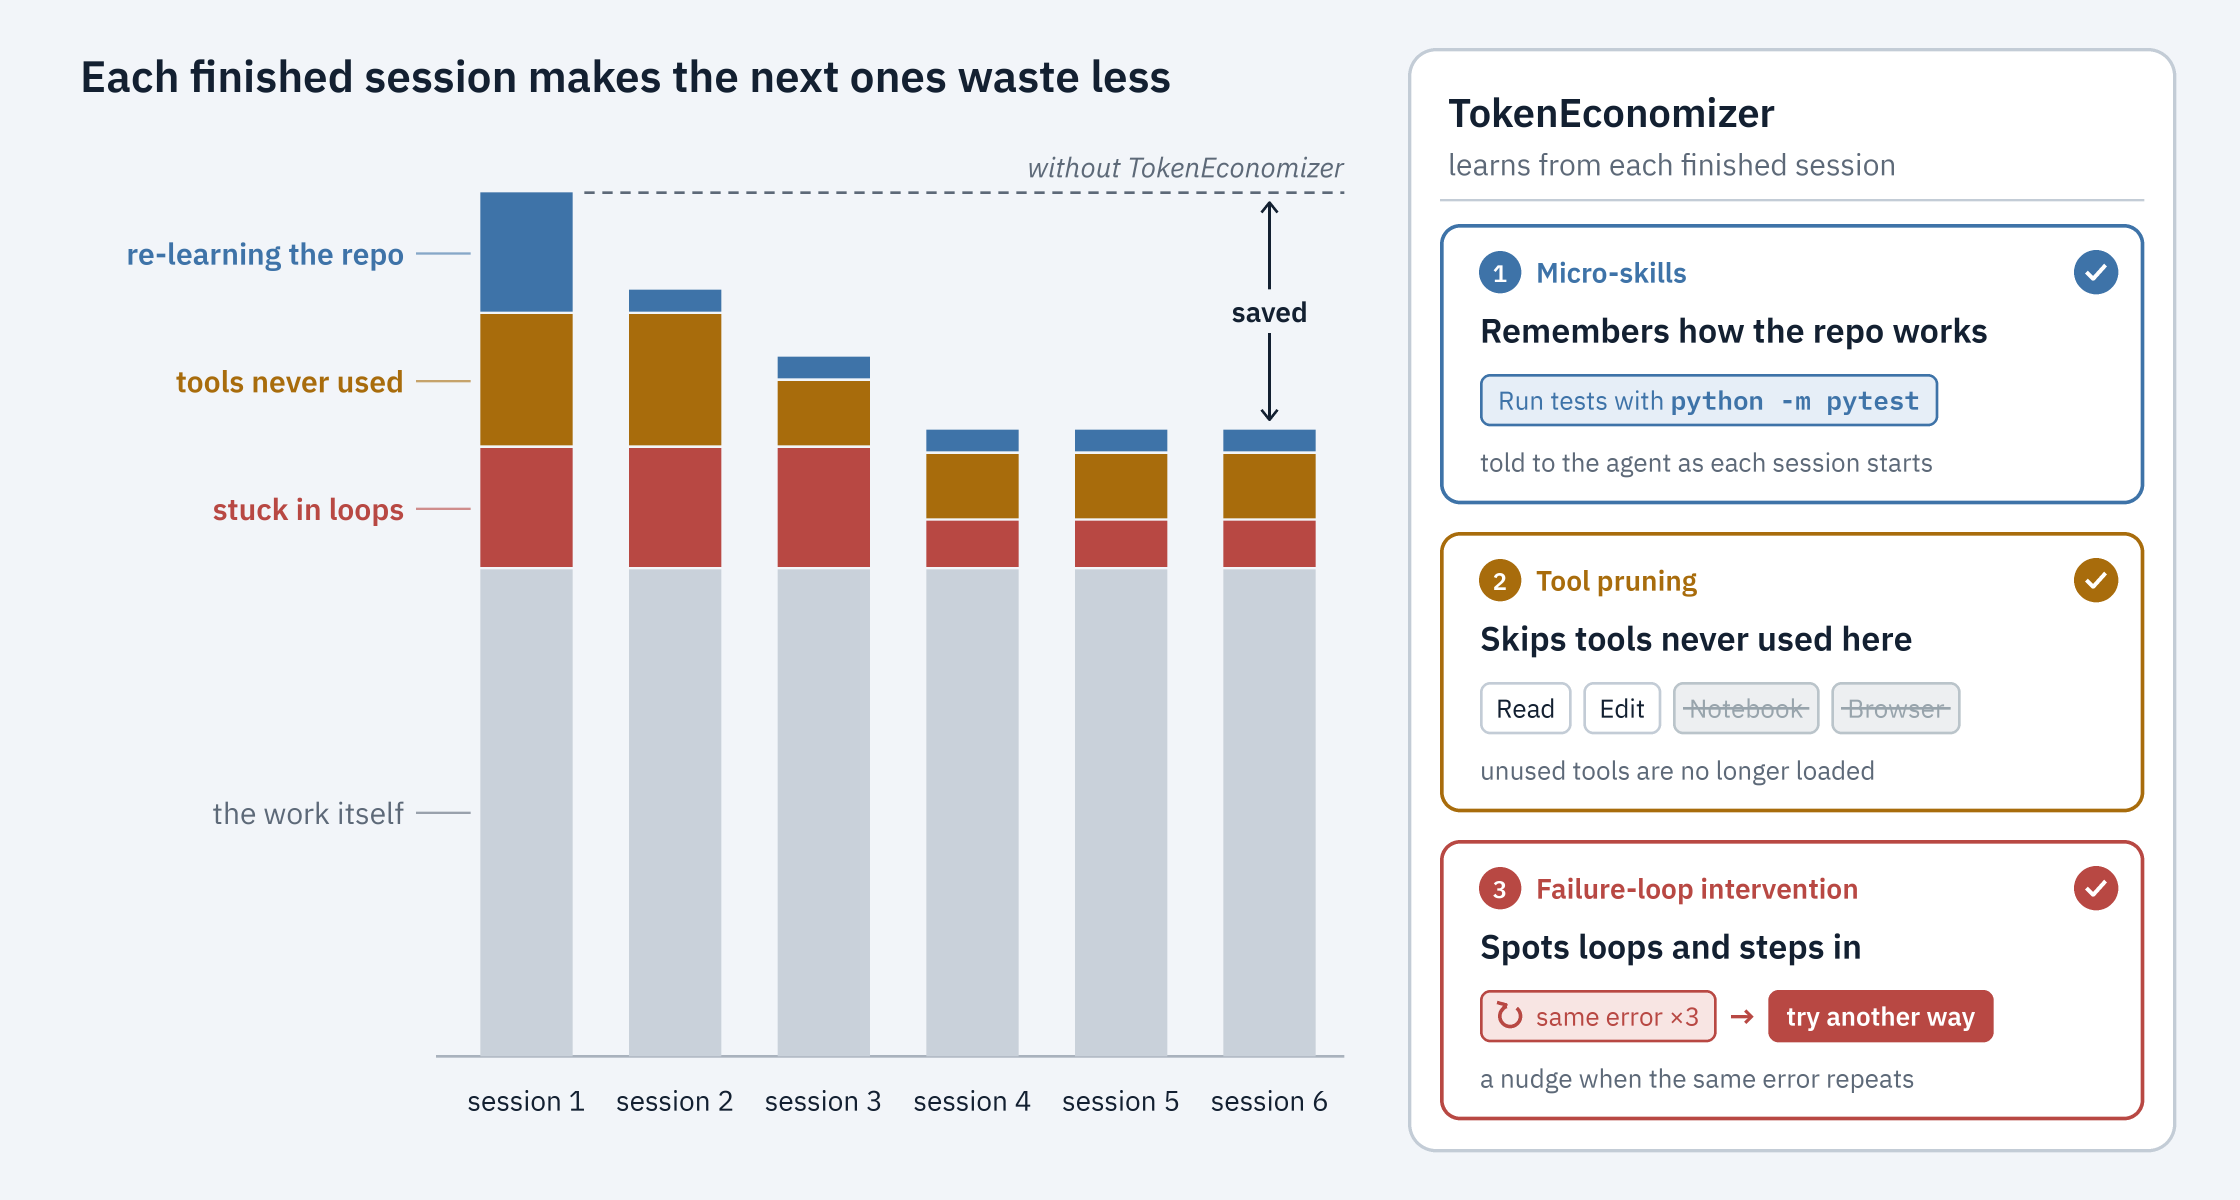 Each finished session makes the next ones waste less
without TokenEconomizer
re-learning the repo
saved
tools never used
stuck in loops
the work itself
session 1
session 2
session 3
session 4
session 5
session 6
TokenEconomizer
learns from each finished session
1 Micro-skills
Remembers how the repo works
Run tests with python -m pytest
told to the agent as each session starts
2 Tool pruning
Skips tools never used here
Read Edit Notebook Browser
unused tools are no longer loaded
3 Failure-loop intervention
Spots loops and steps in
same error ×3 → try another way
a nudge when the same error repeats